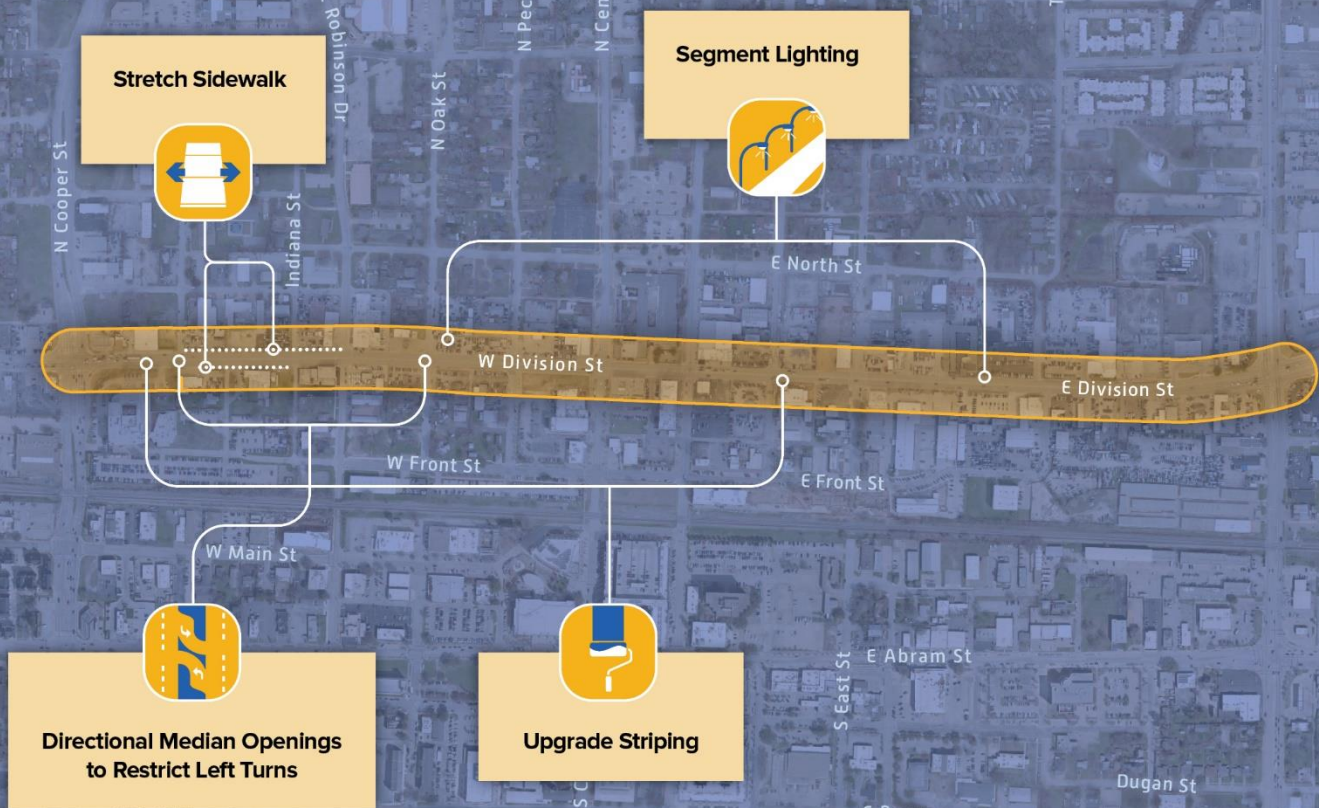 Robinson Dr
N Oak St
N Pec
N Cen
Stretch Sidewalk
Segment Lighting
N Cooper St
Indiana St
E North St
W Division St
E Division St
W Front St
E Front St
W Main St
E Abram St
S East St
Directional Median Openings
to Restrict Left Turns
Upgrade Striping
Dugan St
S C